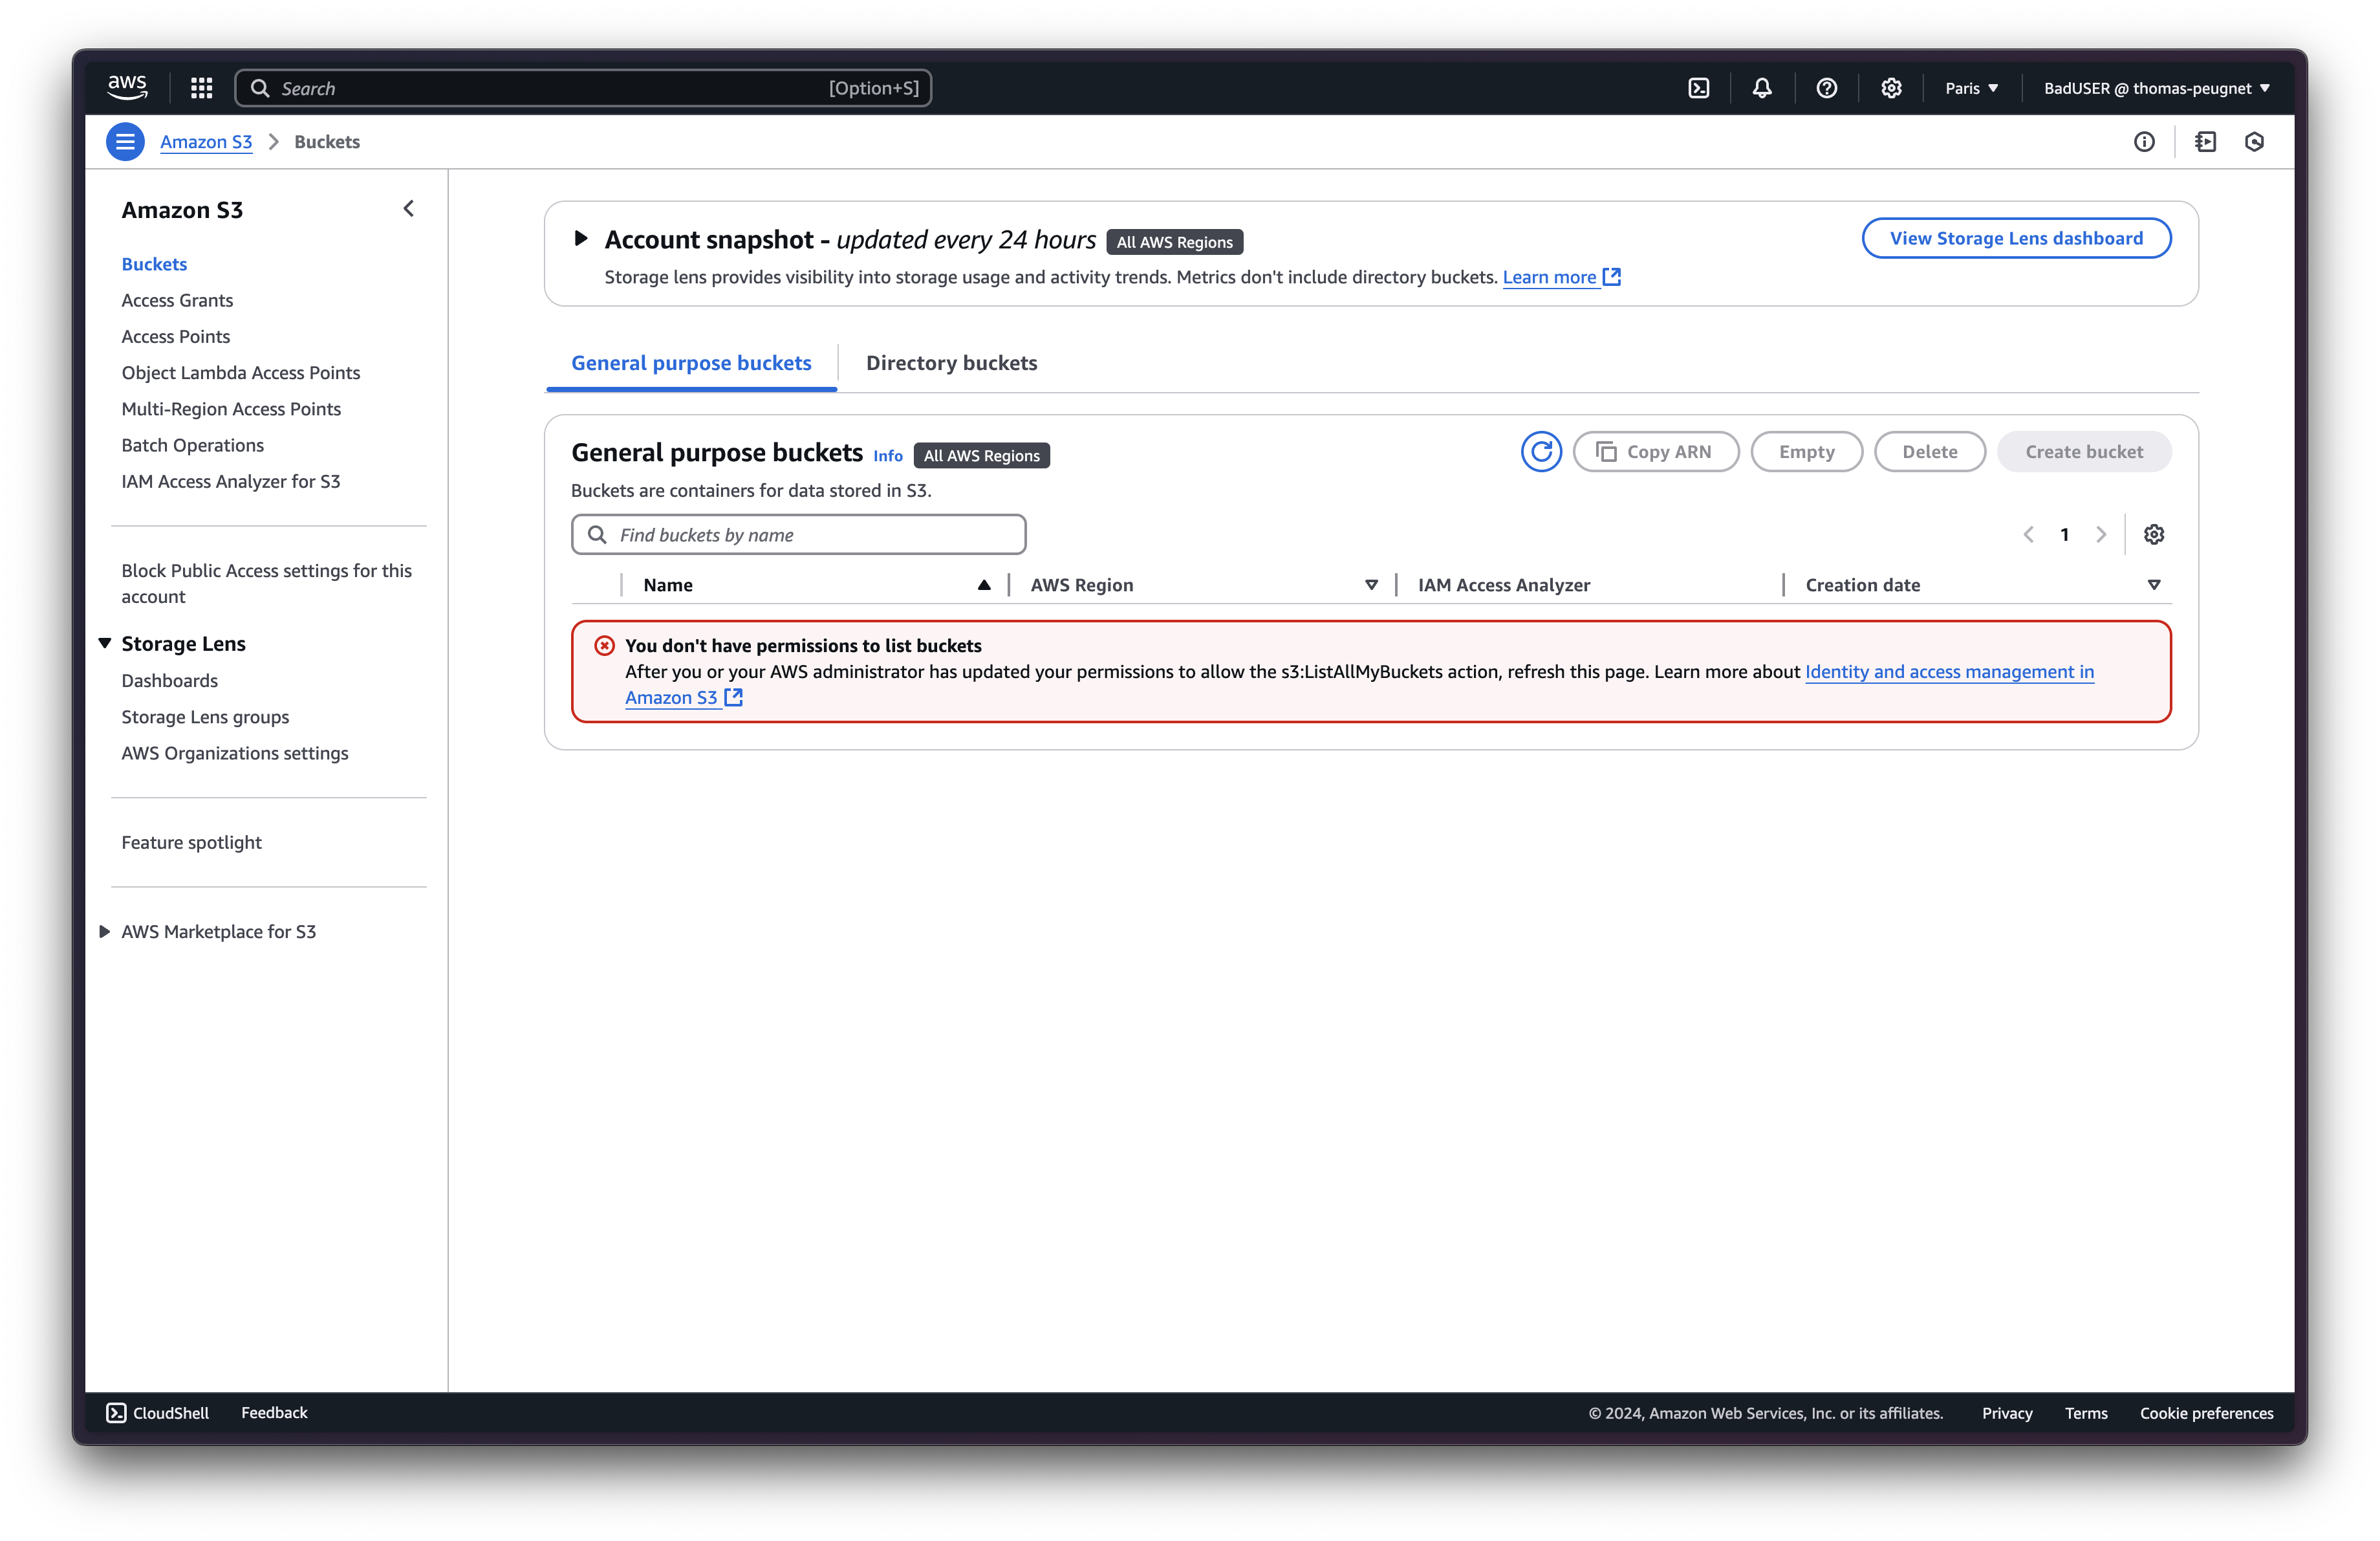 aws
Search [Option+S]
Paris
BadUSER @ thomas-peugnet
Amazon S3 Buckets
Amazon S3
Buckets
Access Grants
Access Points
Object Lambda Access Points
Multi-Region Access Points
Batch Operations
IAM Access Analyzer for S3
Block Public Access settings for this
account
Storage Lens
Dashboards
Storage Lens groups
AWS Organizations settings
Feature spotlight
AWS Marketplace for S3
Account snapshot - updated every 24 hours All AWS Regions
View Storage Lens dashboard
Storage lens provides visibility into storage usage and activity trends. Metrics don't include directory buckets. Learn more
General purpose buckets Directory buckets
General purpose buckets Info All AWS Regions
Copy ARN Empty Delete Create bucket
Buckets are containers for data stored in S3.
Find buckets by name
1
Name AWS Region IAM Access Analyzer Creation date
You don't have permissions to list buckets
After you or your AWS administrator has updated your permissions to allow the s3:ListAllMyBuckets action, refresh this page. Learn more about Identity and access management in
Amazon S3
CloudShell Feedback
© 2024, Amazon Web Services, Inc. or its affiliates. Privacy Terms Cookie preferences